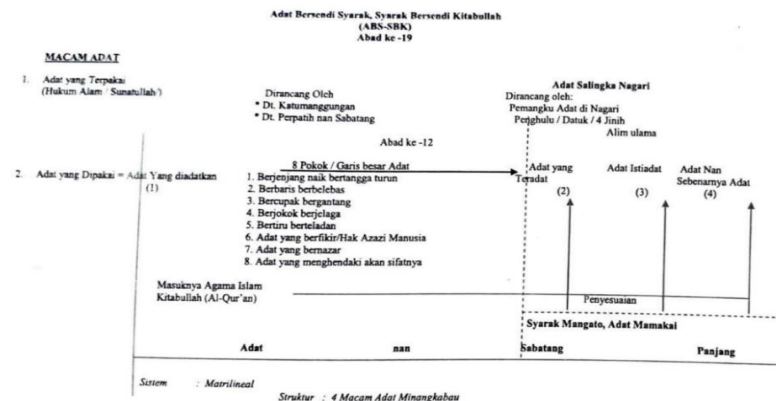 Adat Bersendi Syarak, Syarak Bersendi Kitabullah
(ABS-SBK)
Abad ke -19
MACAM ADAT
1. Adat yang Terpakai
(Hukum Alam / Sunatullah)
Dirancang Oleh
* Dt. Katumanggungan
* Dt. Perpatih nan Sabatang
Adat Salingka Nagari
Dirancang oleh:
Pemangku Adat di Nagari
Penghulu / Datuk / 4 Jinih
Alim ulama
Abad ke -12
8 Pokok / Garis besar Adat
2. Adat yang Dipakai = Adat Yang diadatkan
(1)
1. Berjenjang naik bertangga turun
2. Berbaris berbelebas
3. Bercupak bergantang
4. Berjokok berjelaga
5. Bertiru berteladan
6. Adat yang berfikir/Hak Azazi Manusia
7. Adat yang bernazar
8. Adat yang menghendaki akan sifatnya
Adat yang Teradat
(2)
Adat Istiadat
(3)
Adat Nan Sebenarnya Adat
(4)
Masuknya Agama Islam
Kitabullah (Al-Qur'an)
Penyesuaian
Syarak Mangato, Adat Mamakai
Adat nan Sabatang Panjang
Sistem : Matrilineal
Struktur : 4 Macam Adat Minangkabau